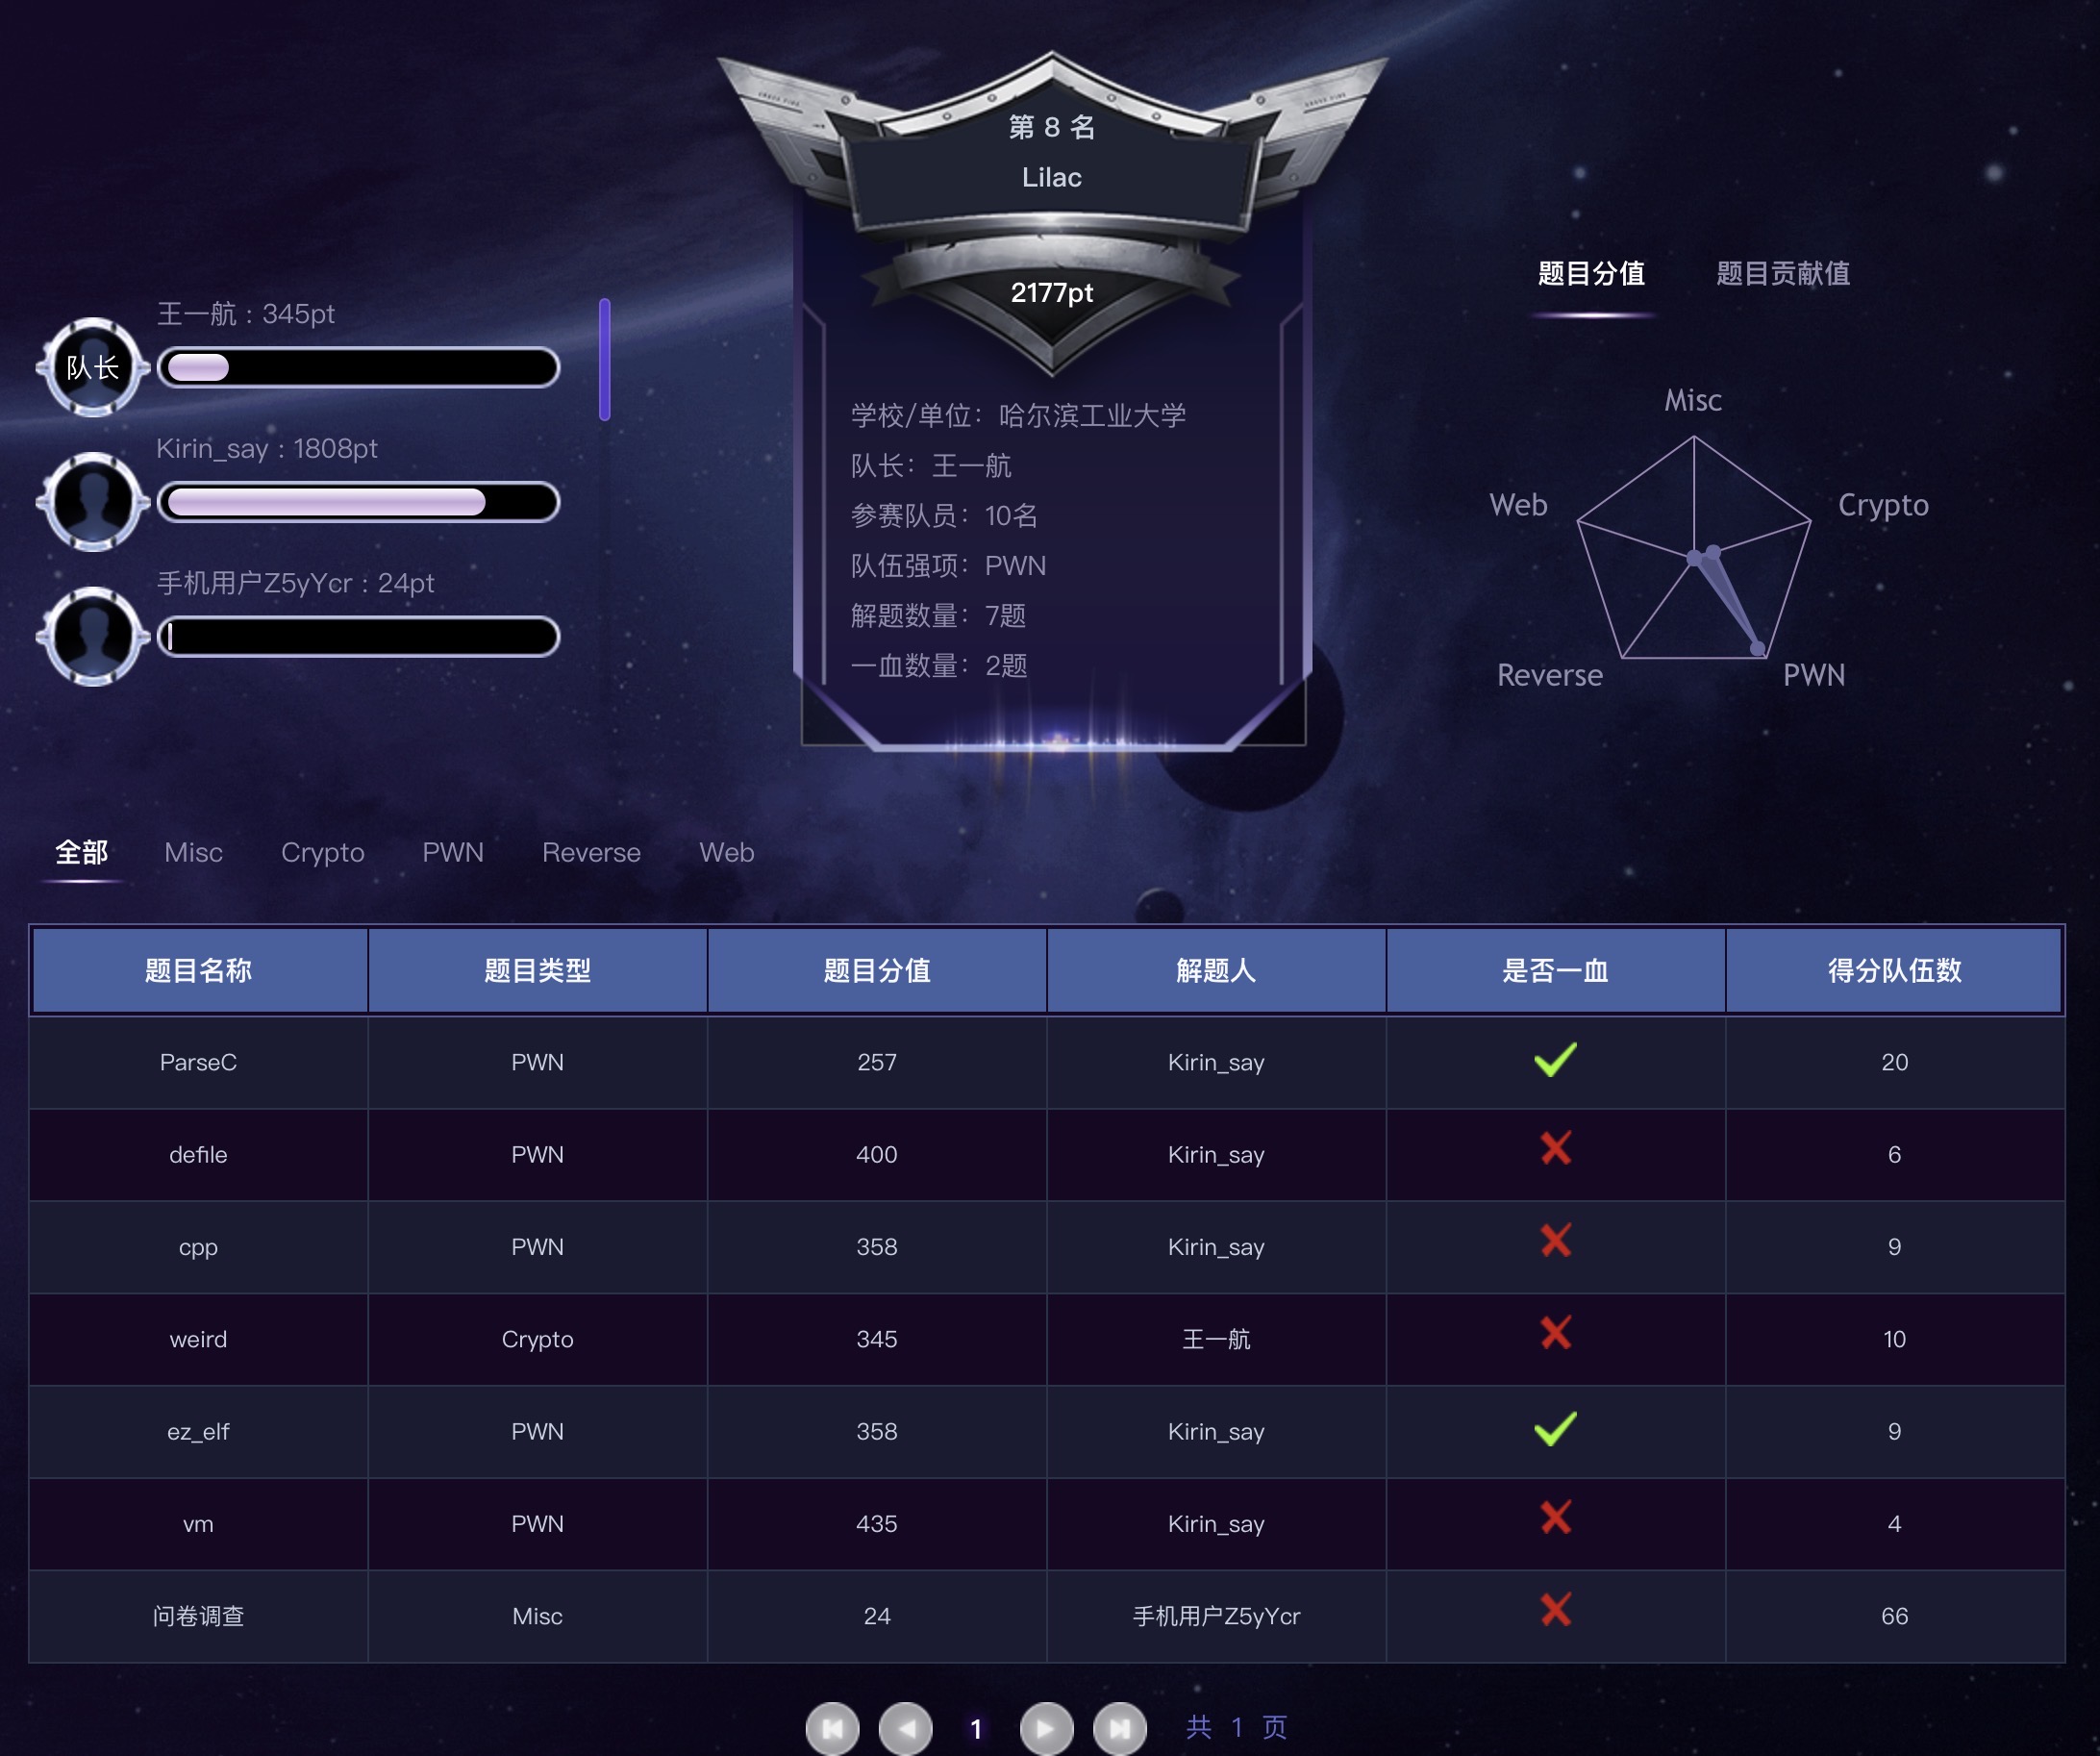 第 8 名
Lilac
2177pt
王一航 : 345pt
队长
Kirin_say : 1808pt
手机用户Z5yYcr : 24pt
学校/单位：哈尔滨工业大学
队长：王一航
参赛队员：10名
队伍强项：PWN
解题数量：7题
一血数量：2题
题目分值 题目贡献值
Misc
Web Crypto
Reverse PWN
全部 Misc Crypto PWN Reverse Web
题目名称 题目类型 题目分值 解题人 是否一血 得分队伍数
ParseC PWN 257 Kirin_say 20
defile PWN 400 Kirin_say 6
cpp PWN 358 Kirin_say 9
weird Crypto 345 王一航 10
ez_elf PWN 358 Kirin_say 9
vm PWN 435 Kirin_say 4
问卷调查 Misc 24 手机用户Z5yYcr 66
1 共 1 页